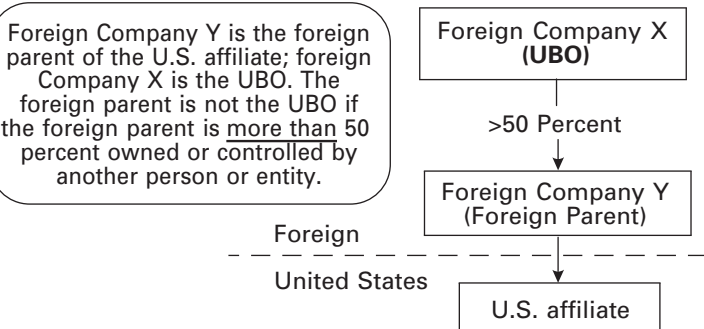 Foreign Company Y is the foreign
parent of the U.S. affiliate; foreign
Company X is the UBO. The
foreign parent is not the UBO if
the foreign parent is more than 50
percent owned or controlled by
another person or entity.
Foreign Company X
(UBO)
>50 Percent
Foreign Company Y
(Foreign Parent)
Foreign
United States
U.S. affiliate